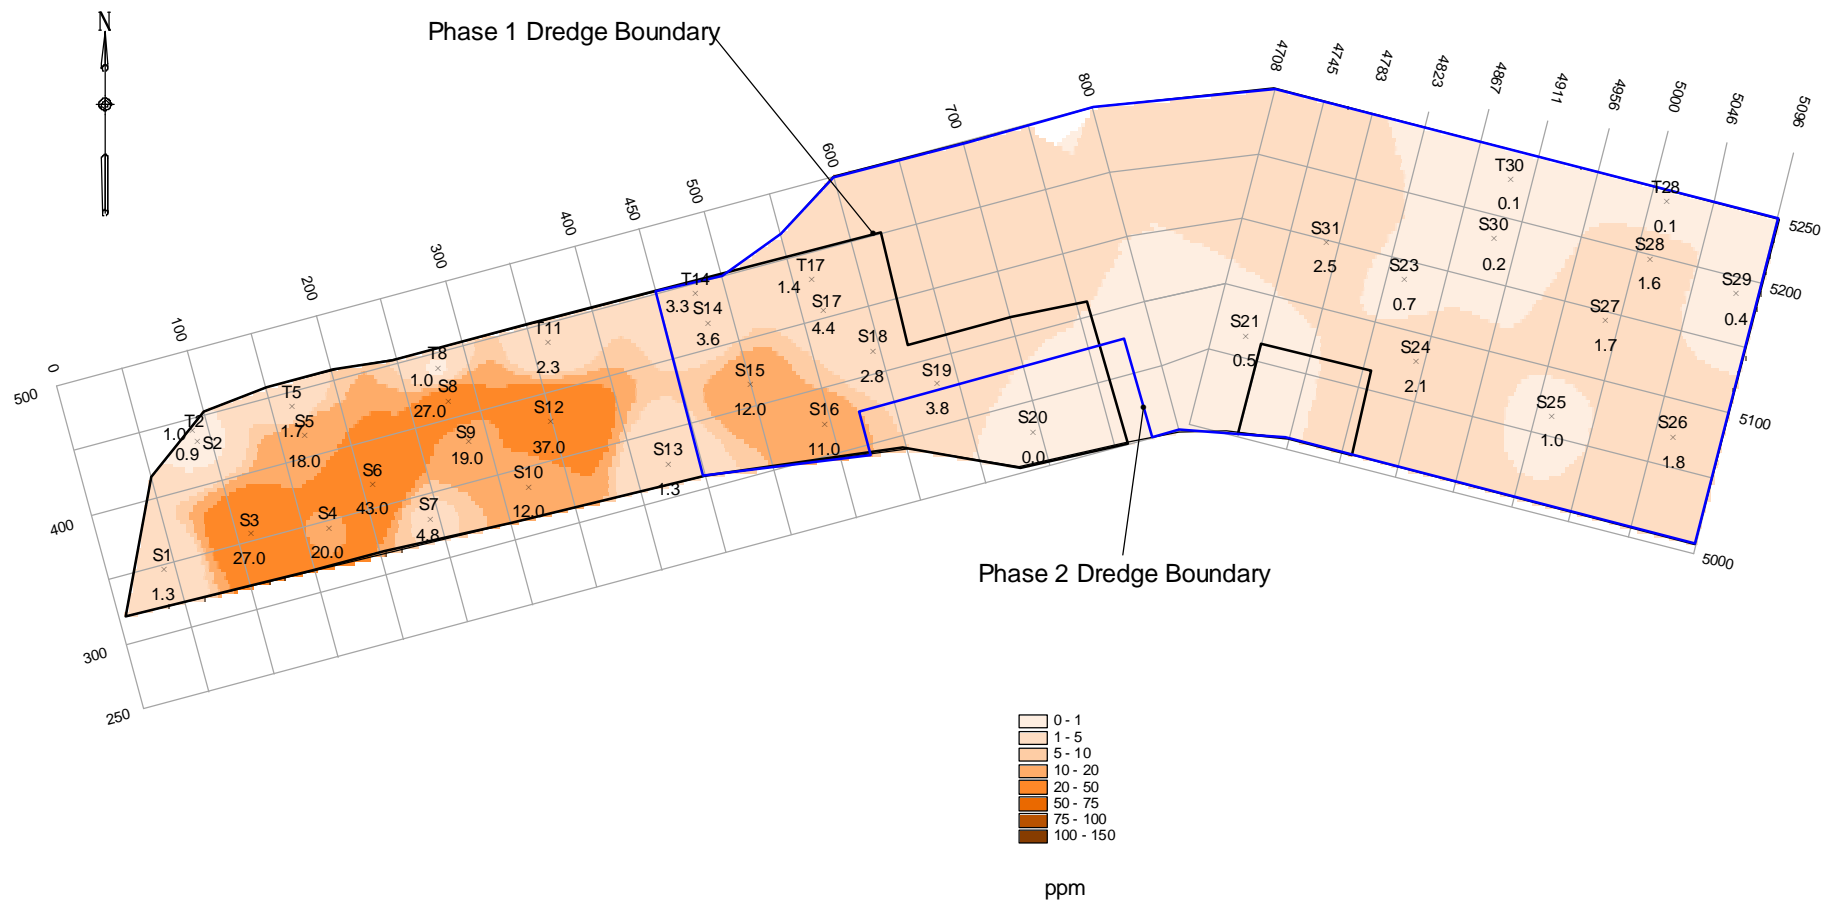 N
Phase 1 Dredge Boundary
0
100
200
300
400
450
500
600
700
800
4708
4745
4783
4823
4867
4911
4956
5000
5046
5096
500
400
300
250
5250
5200
5100
5000
T2
1.0
S2
0.9
T5
1.7
S5
18.0
T8
1.0
S8
27.0
T11
2.3
S12
37.0
S9
19.0
S10
12.0
S6
43.0
S7
4.8
S3
27.0
S4
20.0
S1
1.3
S13
1.3
T14
3.3
S14
3.6
T17
1.4
S17
4.4
S18
2.8
S15
12.0
S16
11.0
S19
3.8
S20
0.0
S21
0.5
S31
2.5
S23
0.7
S24
2.1
T30
0.1
S30
0.2
T28
0.1
S28
1.6
S29
0.4
S27
1.7
S25
1.0
S26
1.8
Phase 2 Dredge Boundary
0 - 1
1 - 5
5 - 10
10 - 20
20 - 50
50 - 75
75 - 100
100 - 150
ppm